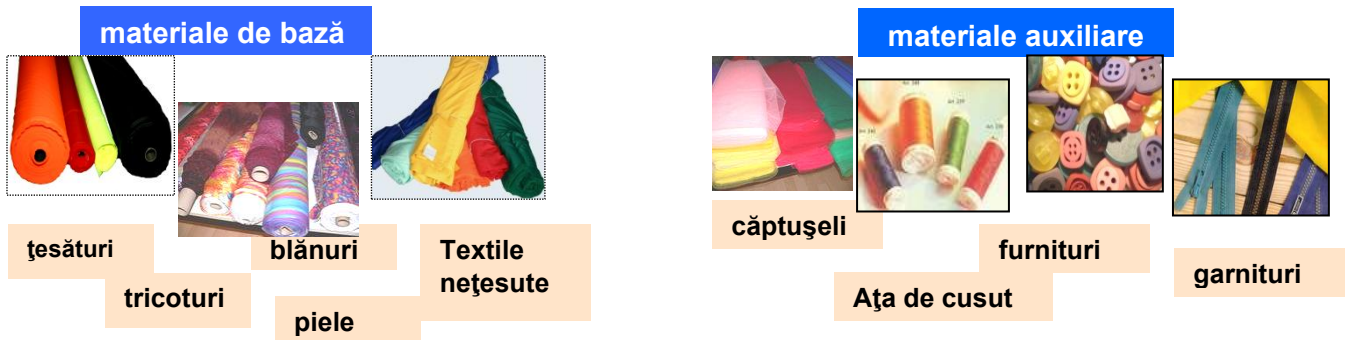 materiale de bază
materiale auxiliare
ţesături
tricoturi
blănuri
piele
Textile
neţesute
căptuşeli
Aţa de cusut
furnituri
garnituri